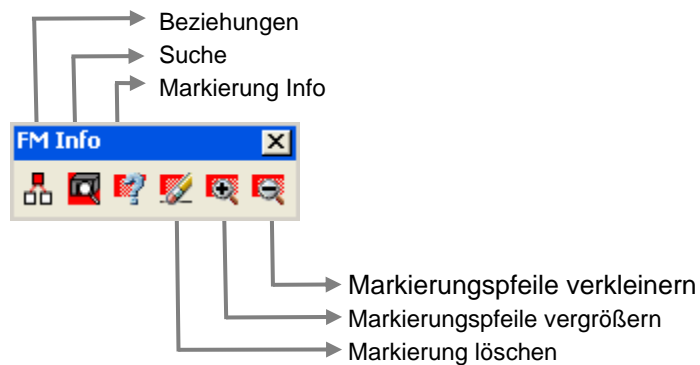 Beziehungen
Suche
Markierung Info
FM Info
Markierungspfeile verkleinern
Markierungspfeile vergrößern
Markierung löschen